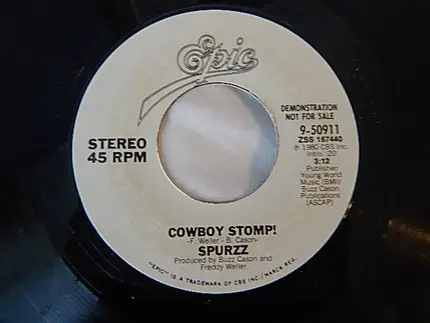 Epic
STEREO
45 RPM
DEMONSTRATION
NOT FOR SALE
9-50911
ZSS 167440
℗ 1980 CBS Inc.
Intro. :20
3:12
Publisher:
Young World
Music (BMI)/
Buzz Cason
Publications
(ASCAP)
COWBOY STOMP!
-F. Weller - B. Cason-
SPURZZ
Produced by Buzz Cason and
Freddy Weller
"EPIC" IS A TRADEMARK OF CBS INC./MARCA REG.